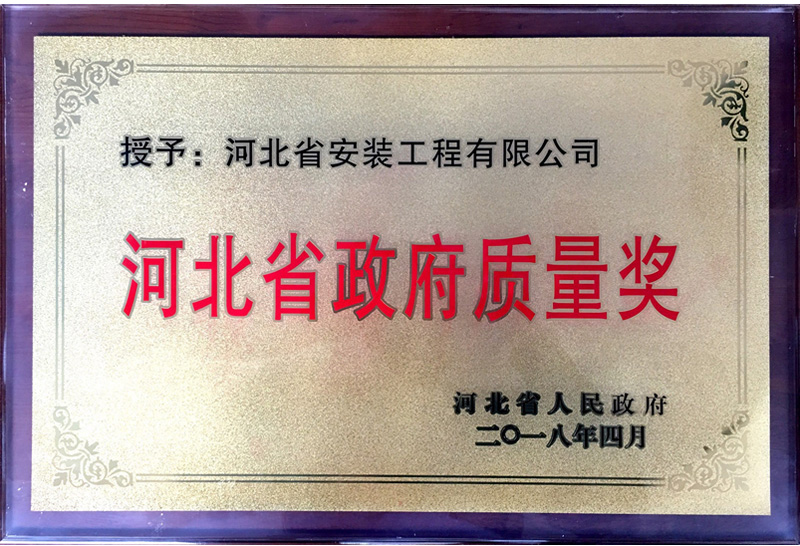 授予：河北省安装工程有限公司
河北省政府质量奖
河北省人民政府
二〇一八年四月